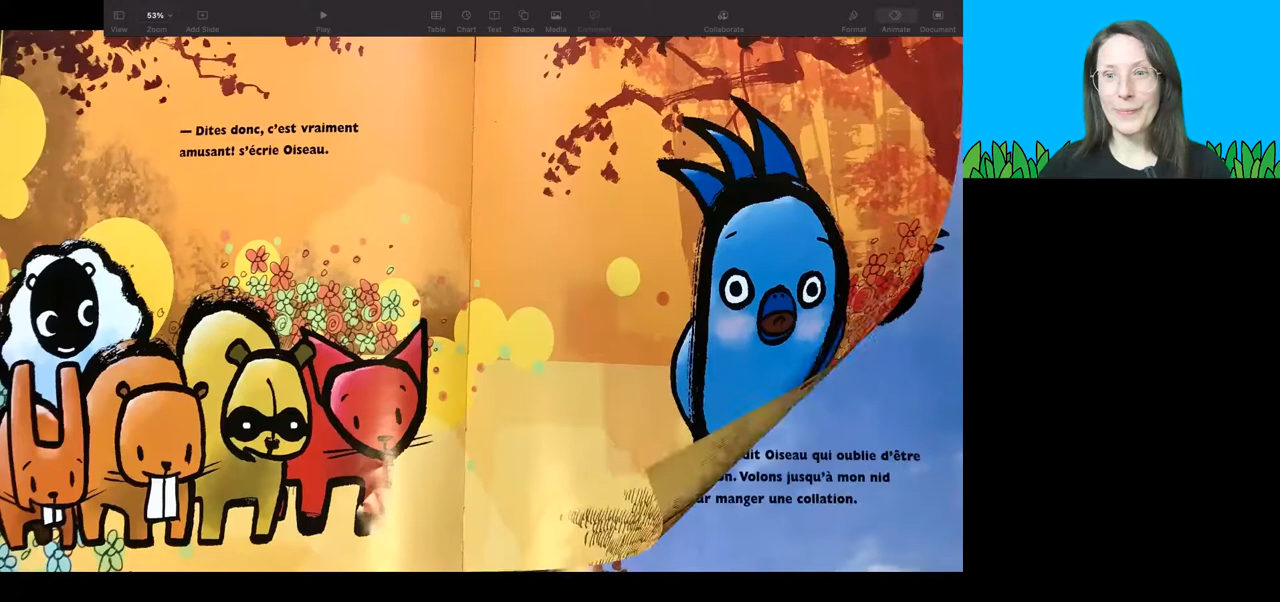 53%
View
Zoom
Add Slide
Play
Table
Chart
Text
Shape
Media
Comment
Collaborate
Format
Animate
Document
— Dites donc, c'est vraiment
amusant! s'écrie Oiseau.
dit Oiseau qui oublie d'être
Volons jusqu'à mon nid
manger une collation.